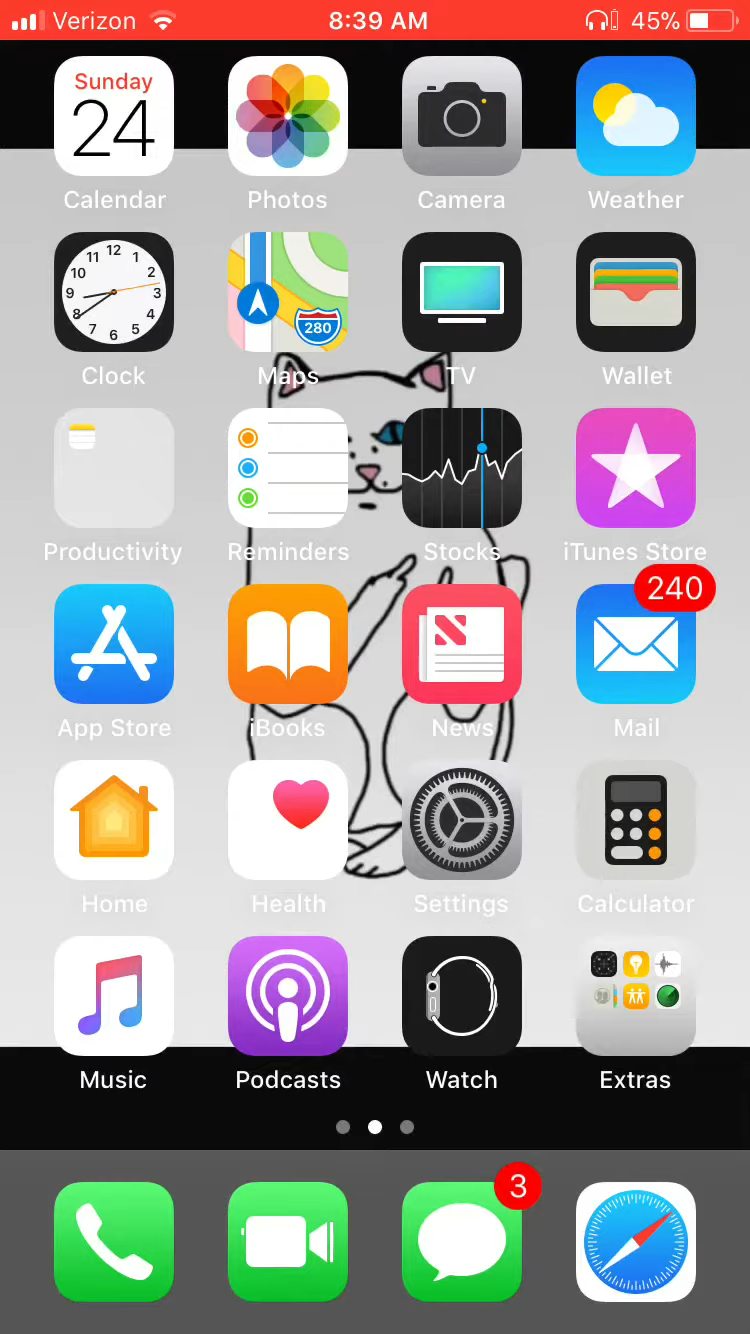 Verizon 8:39 AM 45%
Sunday
24
Calendar Photos Camera Weather
12
11 1
10 2
9 3
8 4
7 5
6
280
Clock Maps TV Wallet
Productivity Reminders Stocks iTunes Store
240
App Store iBooks News Mail
Home Health Settings Calculator
Music Podcasts Watch Extras
3